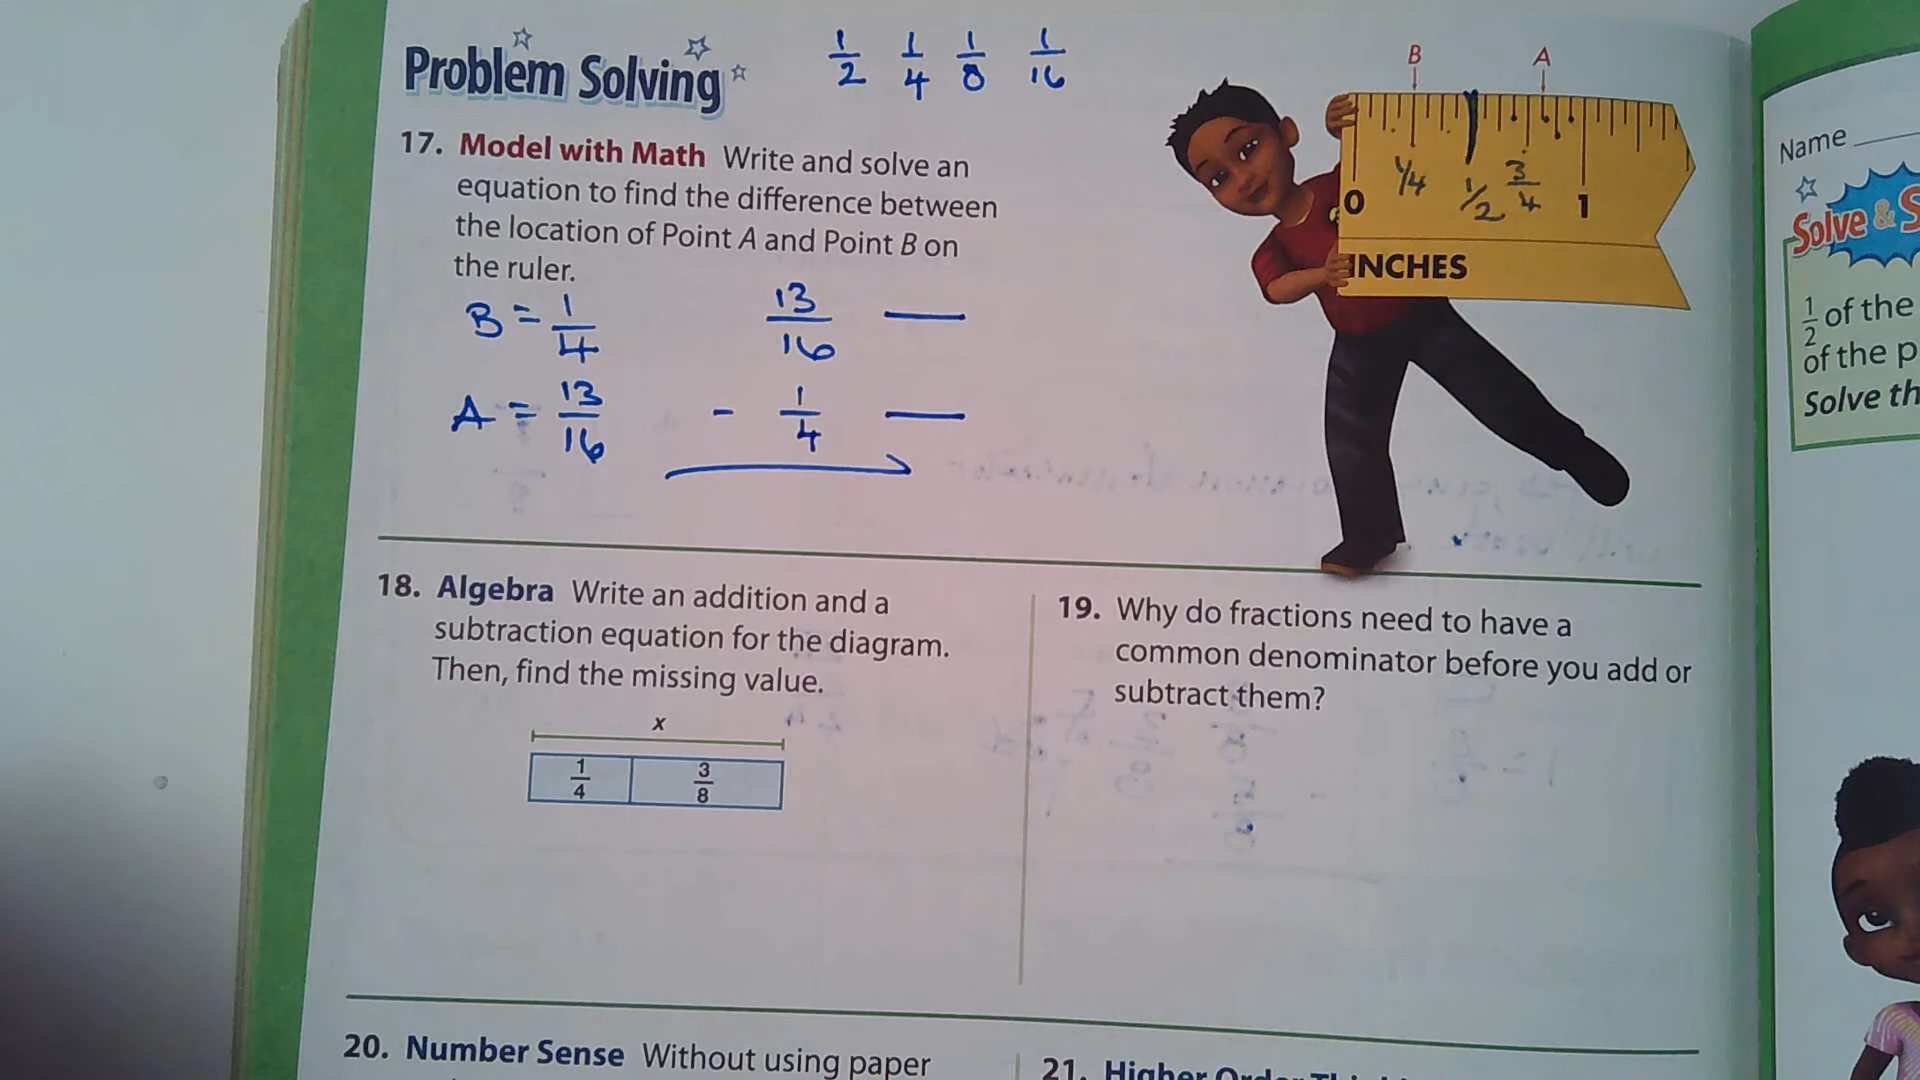 Problem Solving
1/2 1/4 1/8 1/16
17. Model with Math Write and solve an
equation to find the difference between
the location of Point A and Point B on
the ruler.
B = 1/4
A = 13/16
13/16
- 1/4
B A
1/4 1/2 3/4
0 1
INCHES
18. Algebra Write an addition and a
subtraction equation for the diagram.
Then, find the missing value.
x
1/4 3/8
19. Why do fractions need to have a
common denominator before you add or
subtract them?
20. Number Sense Without using paper
21. Higher Order
Name
Solve & S
1/2 of the
of the p
Solve th